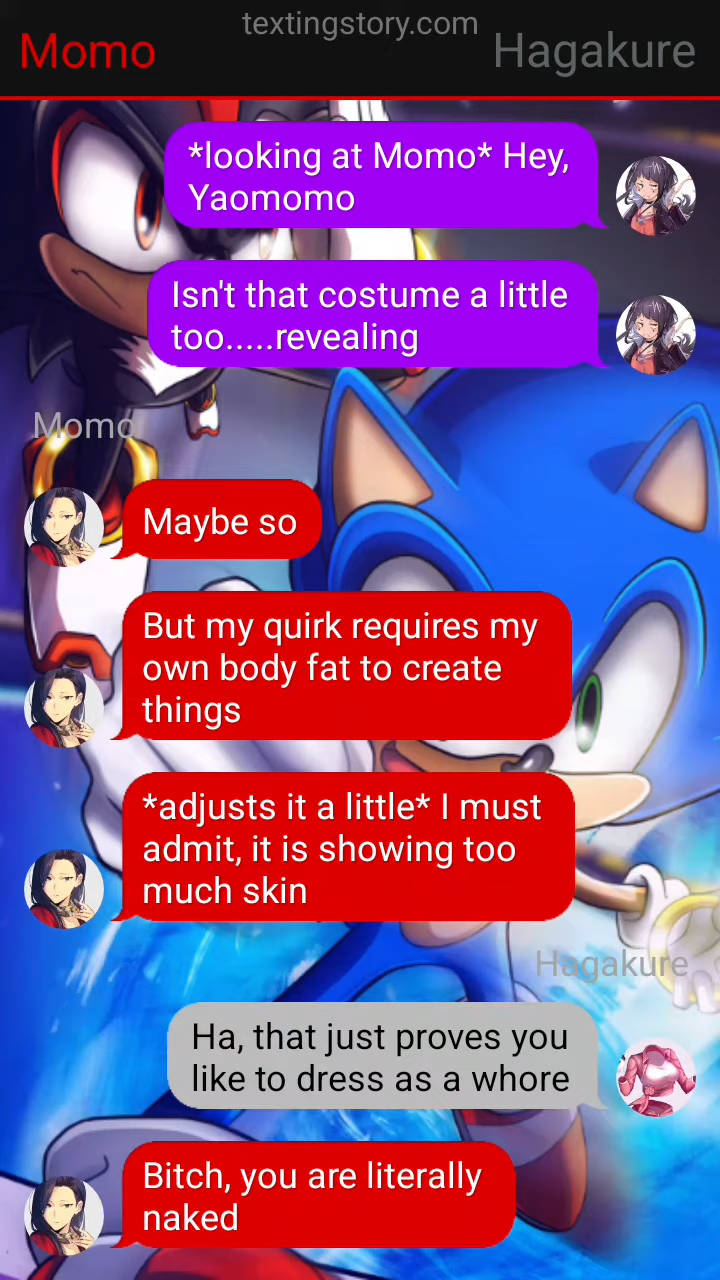 textingstory.com
Momo
Hagakure
*looking at Momo* Hey,
Yaomomo
Isn't that costume a little
too.....revealing
Momo
Maybe so
But my quirk requires my
own body fat to create
things
*adjusts it a little* I must
admit, it is showing too
much skin
Hagakure
Ha, that just proves you
like to dress as a whore
Bitch, you are literally
naked